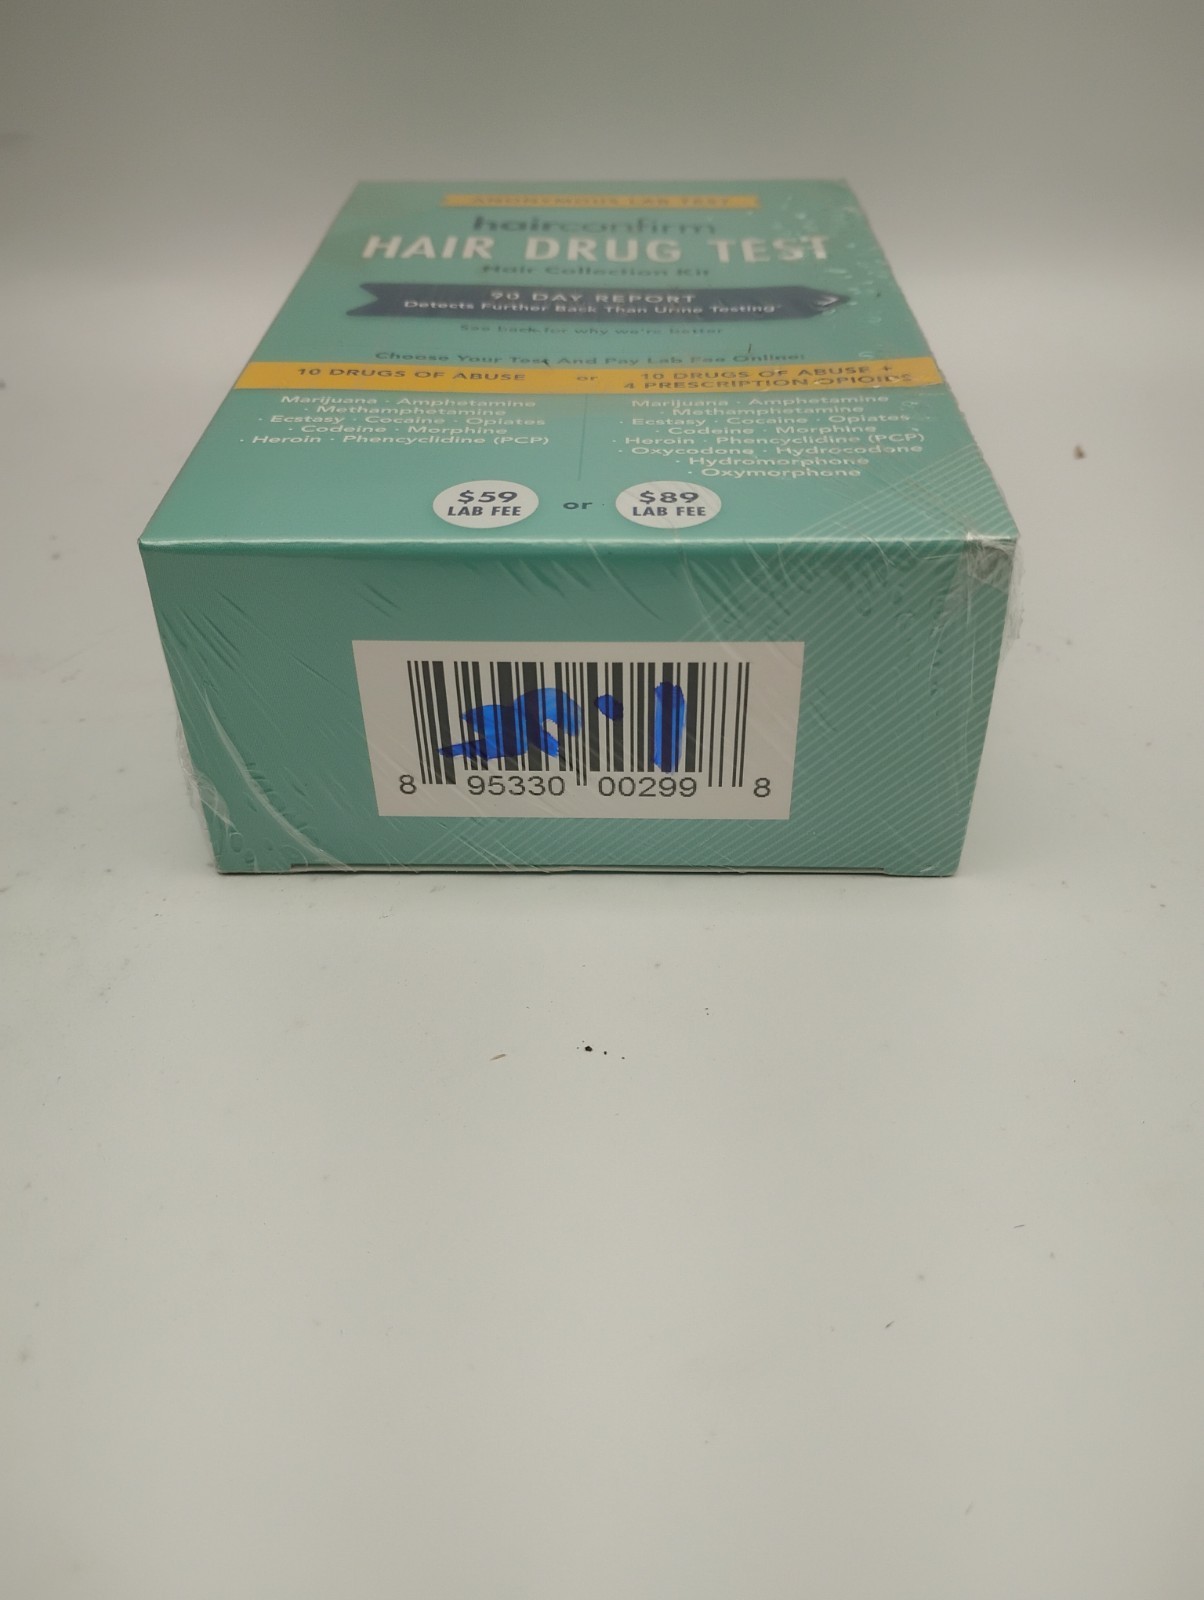 ANONYMOUS LAB TEST
hairconfirm
HAIR DRUG TEST
Hair Collection Kit
90 DAY REPORT
Detects Further Back Than Urine Testing*
See back for why we're better
Choose Your Test And Pay Lab Fee Online:
10 DRUGS OF ABUSE or 10 DRUGS OF ABUSE +
4 PRESCRIPTION OPIOIDS
Marijuana · Amphetamine
· Methamphetamine
· Ecstasy · Cocaine · Opiates
· Codeine · Morphine
· Heroin · Phencyclidine (PCP)
Marijuana · Amphetamine
· Methamphetamine
· Ecstasy · Cocaine · Opiates
· Codeine · Morphine
· Heroin · Phencyclidine (PCP)
· Oxycodone · Hydrocodone
· Hydromorphone
· Oxymorphone
$59
LAB FEE
or
$89
LAB FEE
8 95330 00299 8